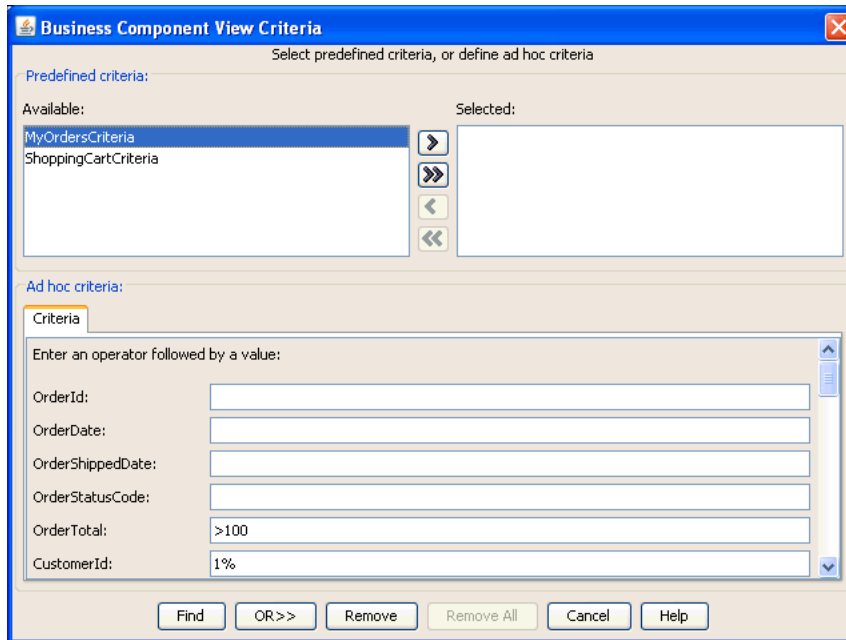 Business Component View Criteria
Select predefined criteria, or define ad hoc criteria
Predefined criteria:
Available:
Selected:
MyOrdersCriteria
ShoppingCartCriteria
Ad hoc criteria:
Criteria
Enter an operator followed by a value:
OrderId:
OrderDate:
OrderShippedDate:
OrderStatusCode:
OrderTotal: >100
CustomerId: 1%
Find OR>> Remove Remove All Cancel Help